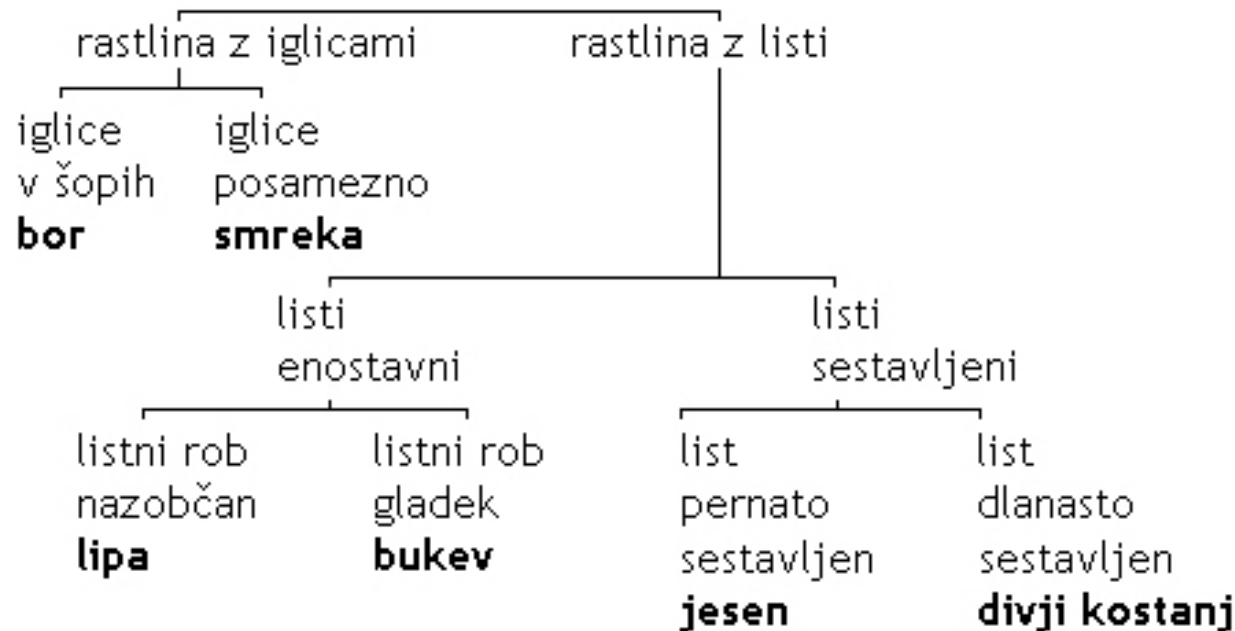 rastlina z iglicami
rastlina z listi
iglice
v šopih
bor
iglice
posamezno
smreka
listi
enostavni
listi
sestavljeni
listni rob
nazobčan
lipa
listni rob
gladek
bukev
list
pernato
sestavljen
jesen
list
dlanasto
sestavljen
divji kostanj